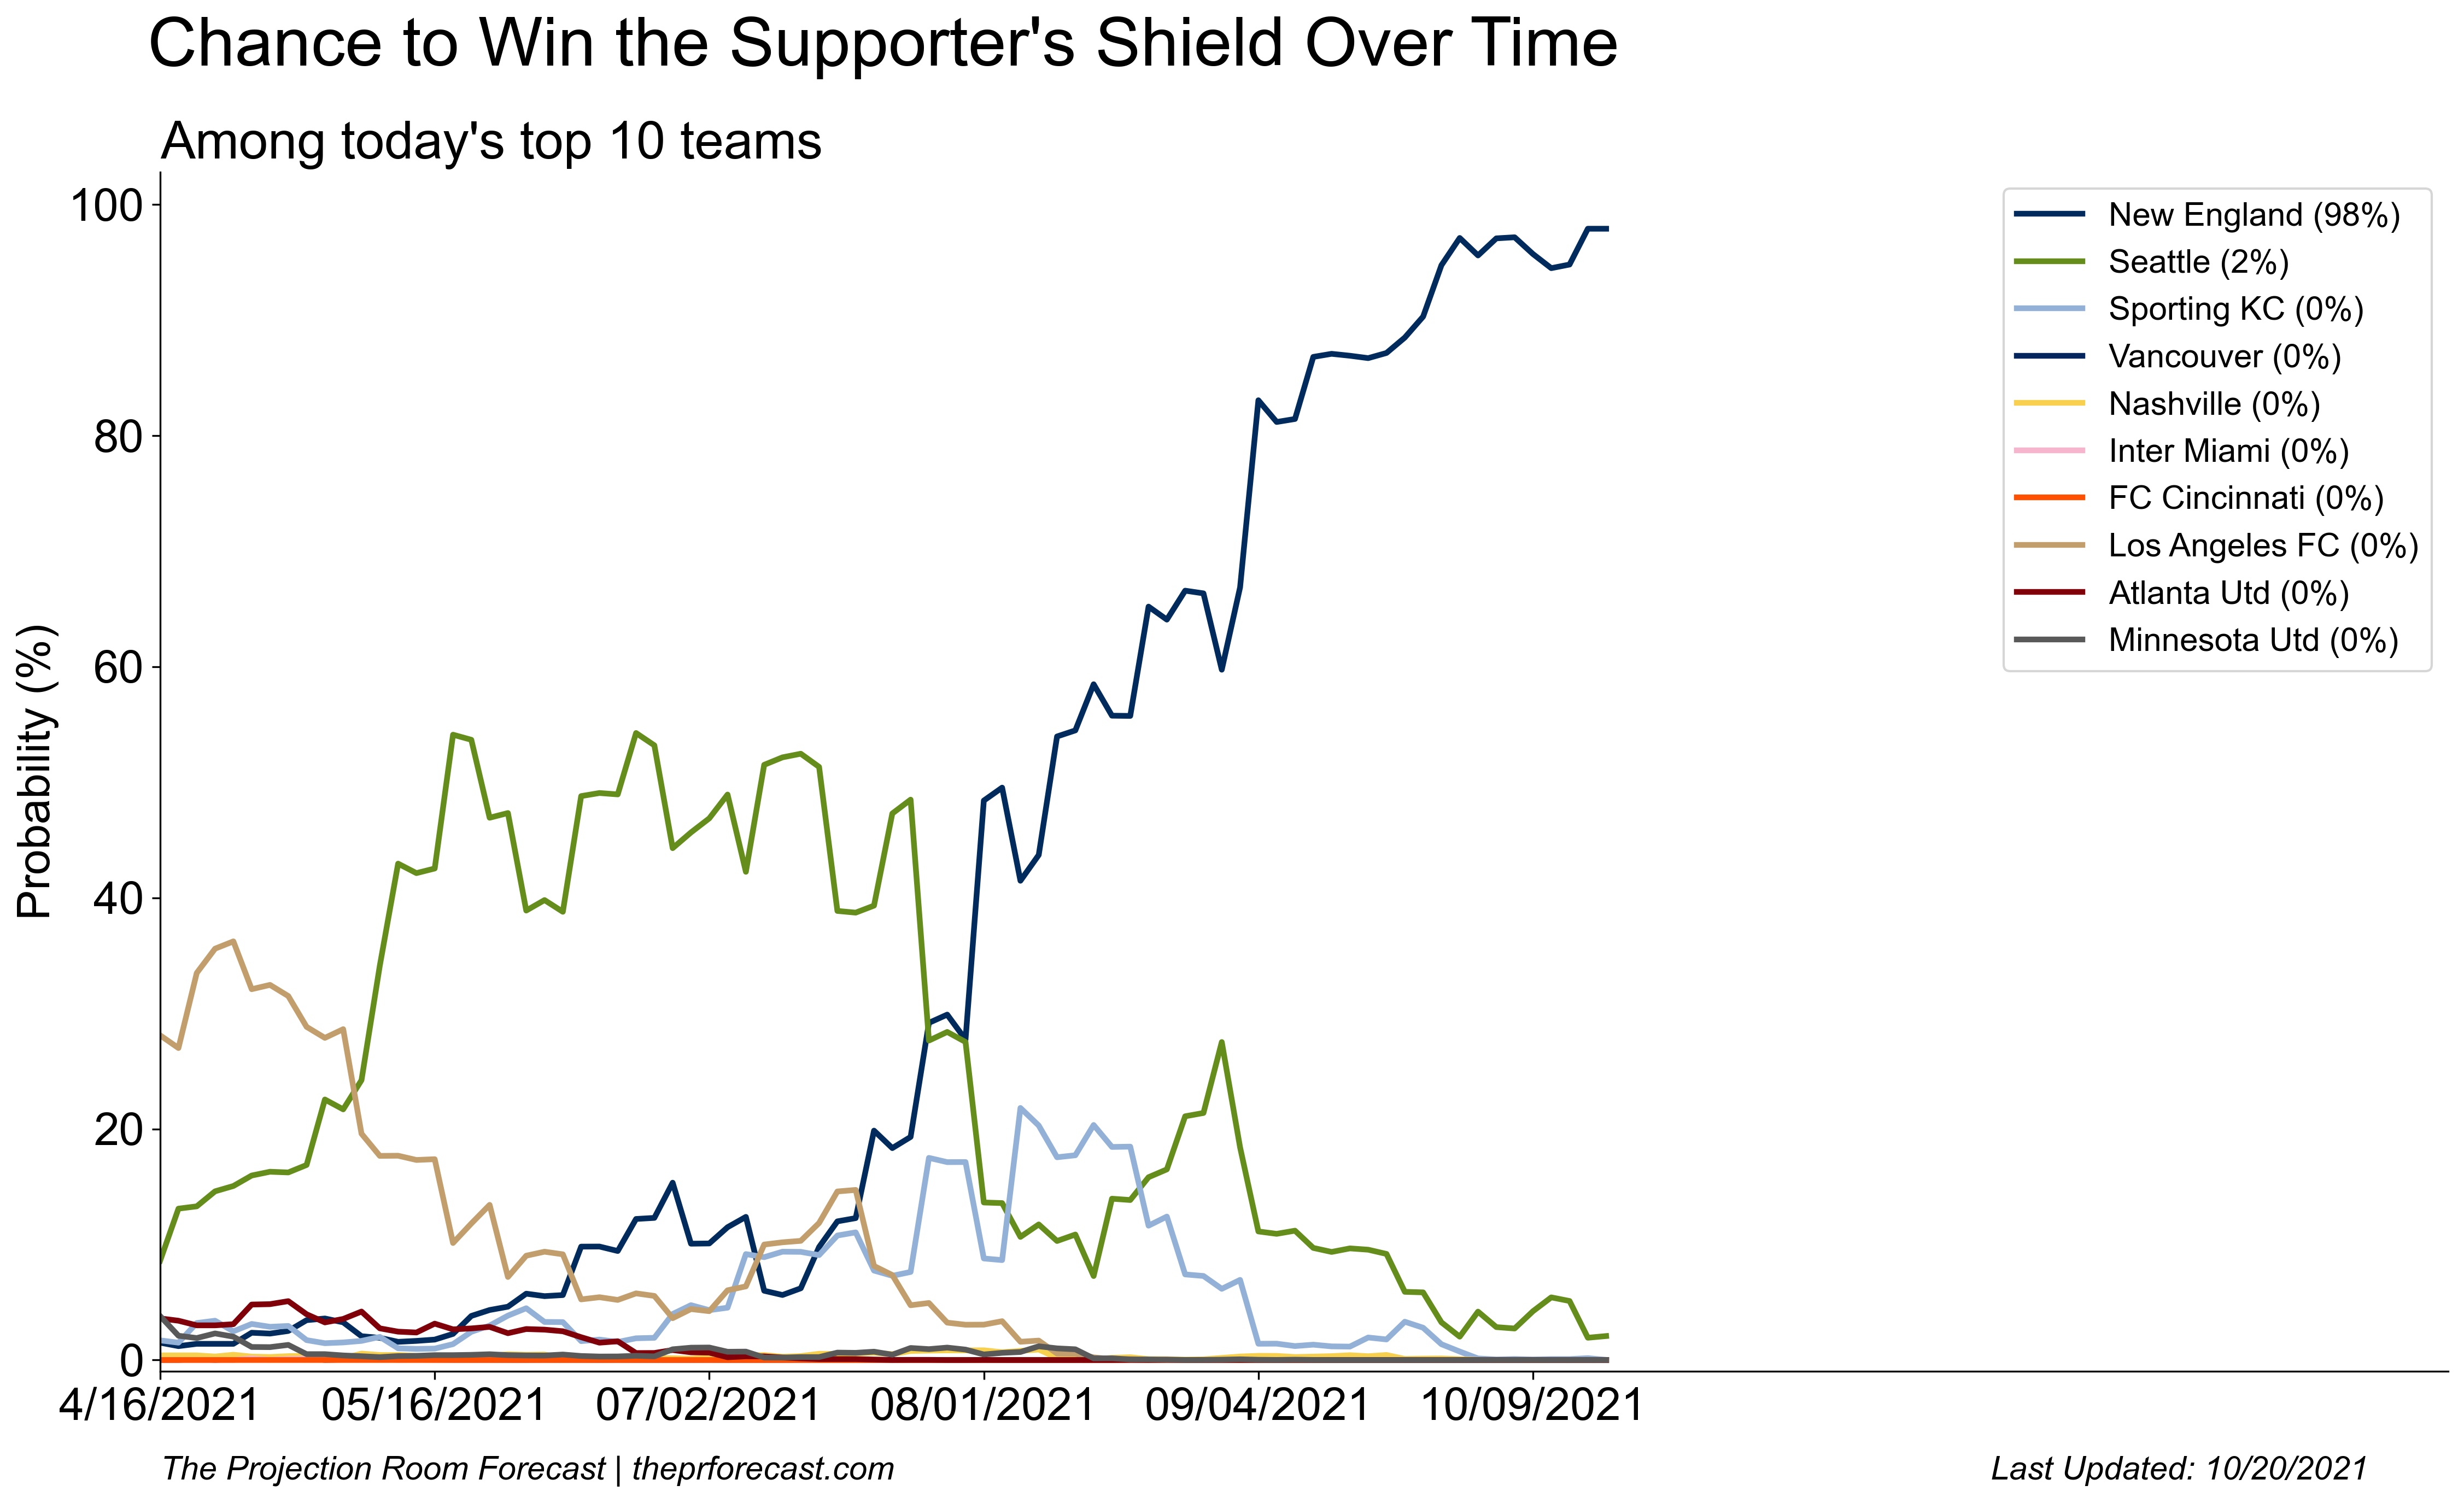 Chance to Win the Supporter's Shield Over Time
Among today's top 10 teams
Probability (%)
100
80
60
40
20
0
4/16/2021 05/16/2021 07/02/2021 08/01/2021 09/04/2021 10/09/2021
New England (98%)
Seattle (2%)
Sporting KC (0%)
Vancouver (0%)
Nashville (0%)
Inter Miami (0%)
FC Cincinnati (0%)
Los Angeles FC (0%)
Atlanta Utd (0%)
Minnesota Utd (0%)
The Projection Room Forecast | theprforecast.com
Last Updated: 10/20/2021